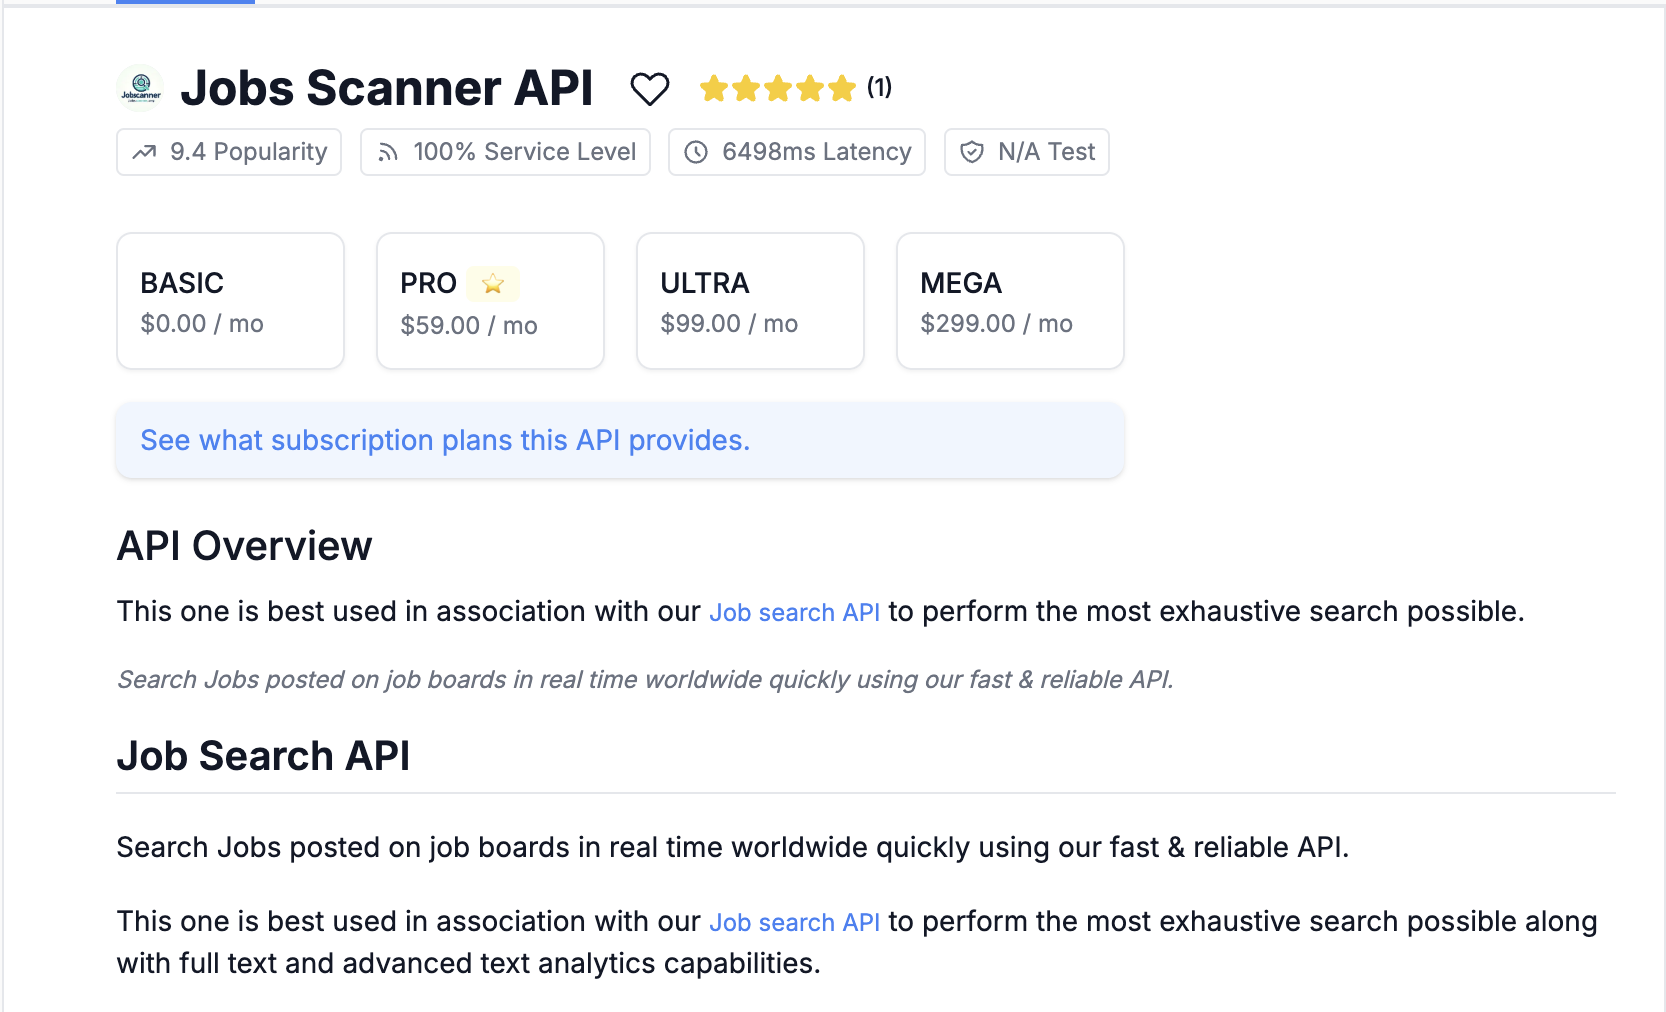 Jobscanner
Jobs Scanner API
(1)
9.4 Popularity
100% Service Level
6498ms Latency
N/A Test
BASIC
$0.00 / mo
PRO
$59.00 / mo
ULTRA
$99.00 / mo
MEGA
$299.00 / mo
See what subscription plans this API provides.
API Overview
This one is best used in association with our Job search API to perform the most exhaustive search possible.
Search Jobs posted on job boards in real time worldwide quickly using our fast & reliable API.
Job Search API
Search Jobs posted on job boards in real time worldwide quickly using our fast & reliable API.
This one is best used in association with our Job search API to perform the most exhaustive search possible along
with full text and advanced text analytics capabilities.